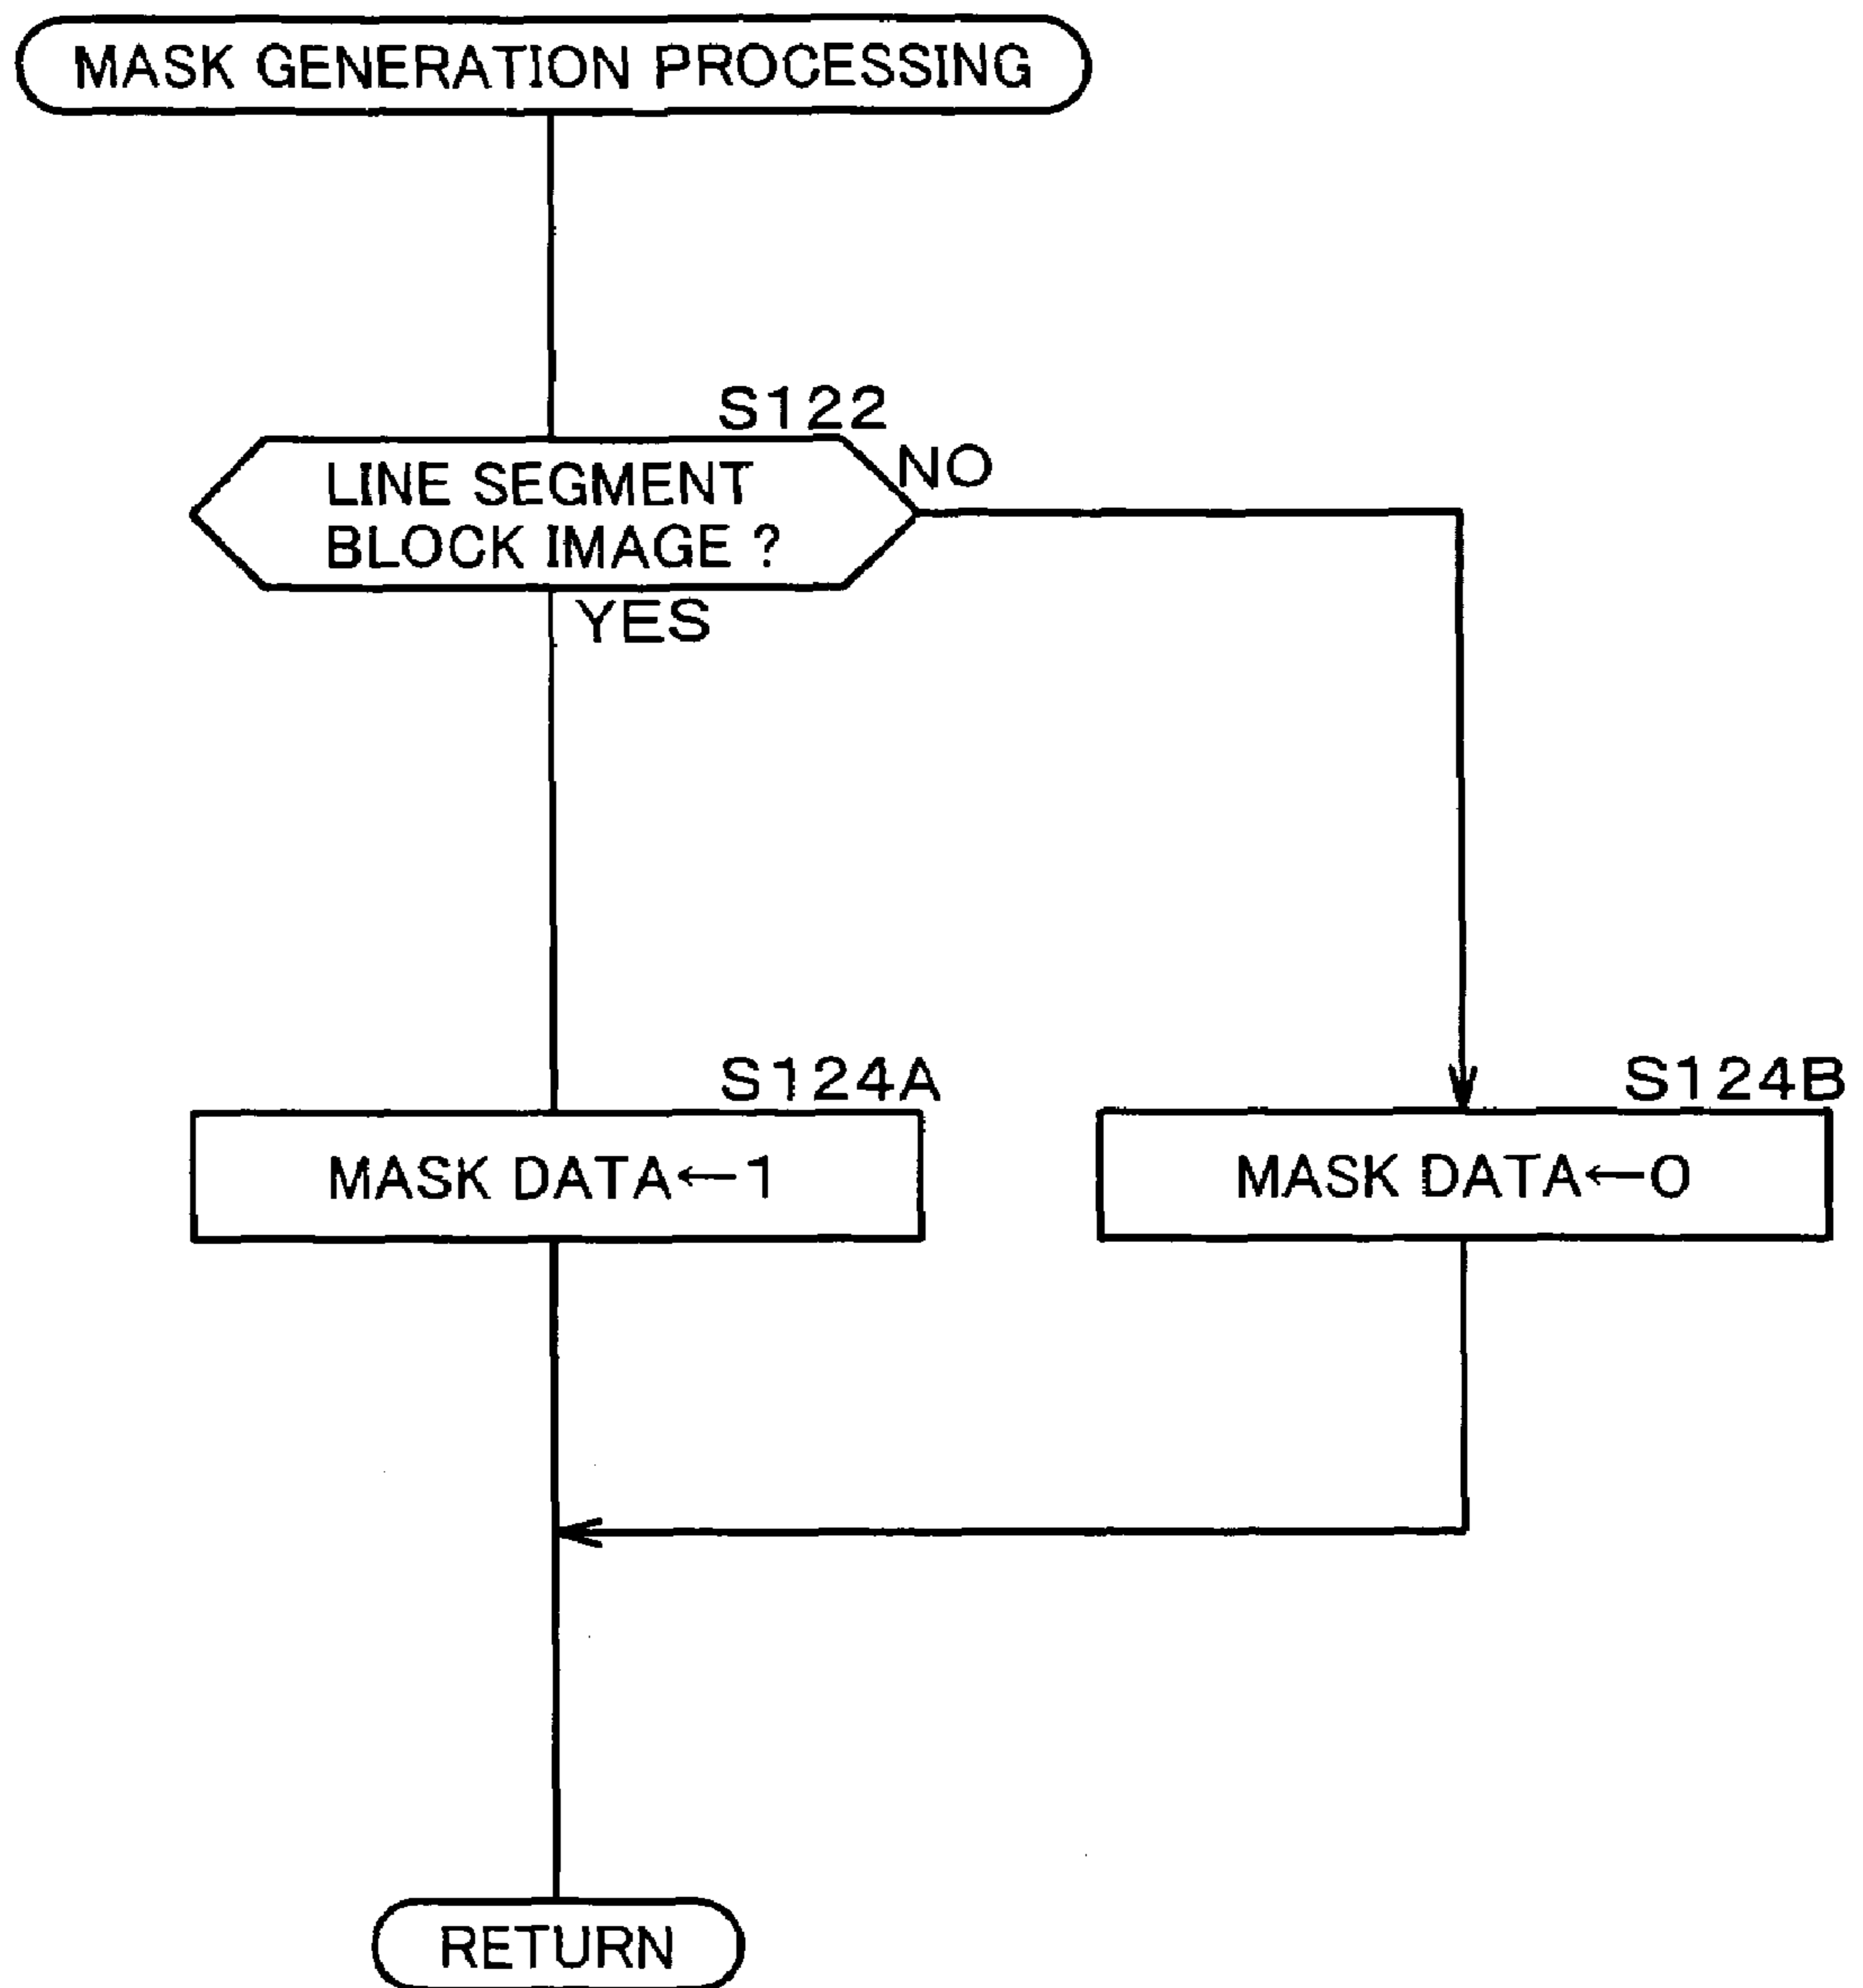 MASK GENERATION PROCESSING
S122
LINE SEGMENT
BLOCK IMAGE ?
NO
YES
S124A
MASK DATA←1
S124B
MASK DATA←0
RETURN